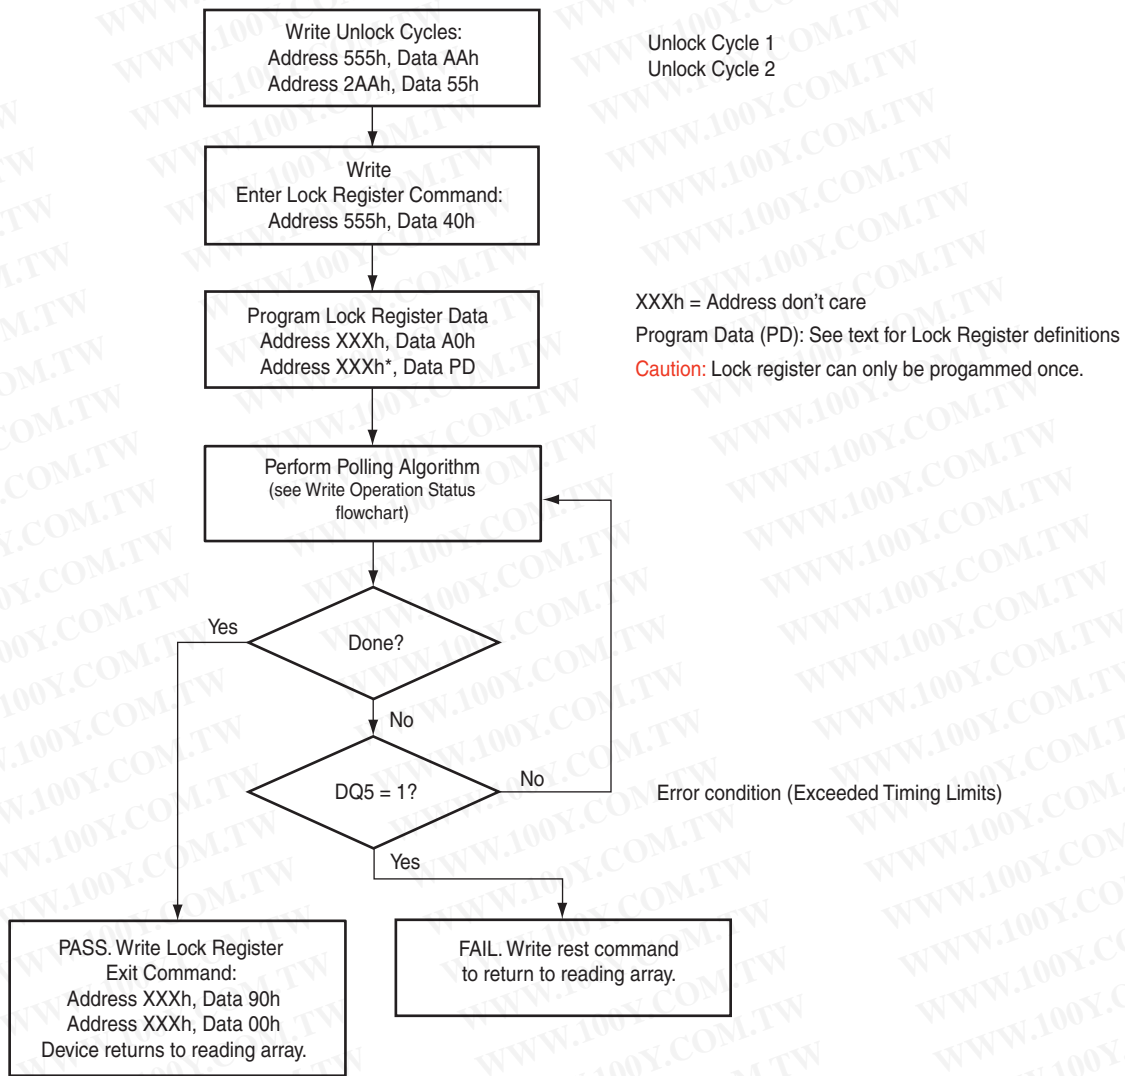 Write Unlock Cycles:
Address 555h, Data AAh
Address 2AAh, Data 55h
Unlock Cycle 1
Unlock Cycle 2
Write
Enter Lock Register Command:
Address 555h, Data 40h
Program Lock Register Data
Address XXXh, Data A0h
Address XXXh*, Data PD
XXXh = Address don't care
Program Data (PD): See text for Lock Register definitions
Caution: Lock register can only be progammed once.
Perform Polling Algorithm
(see Write Operation Status
flowchart)
Yes
Done?
No
DQ5 = 1?
No
Error condition (Exceeded Timing Limits)
Yes
PASS. Write Lock Register
Exit Command:
Address XXXh, Data 90h
Address XXXh, Data 00h
Device returns to reading array.
FAIL. Write rest command
to return to reading array.
WWW.100Y.COM.TW